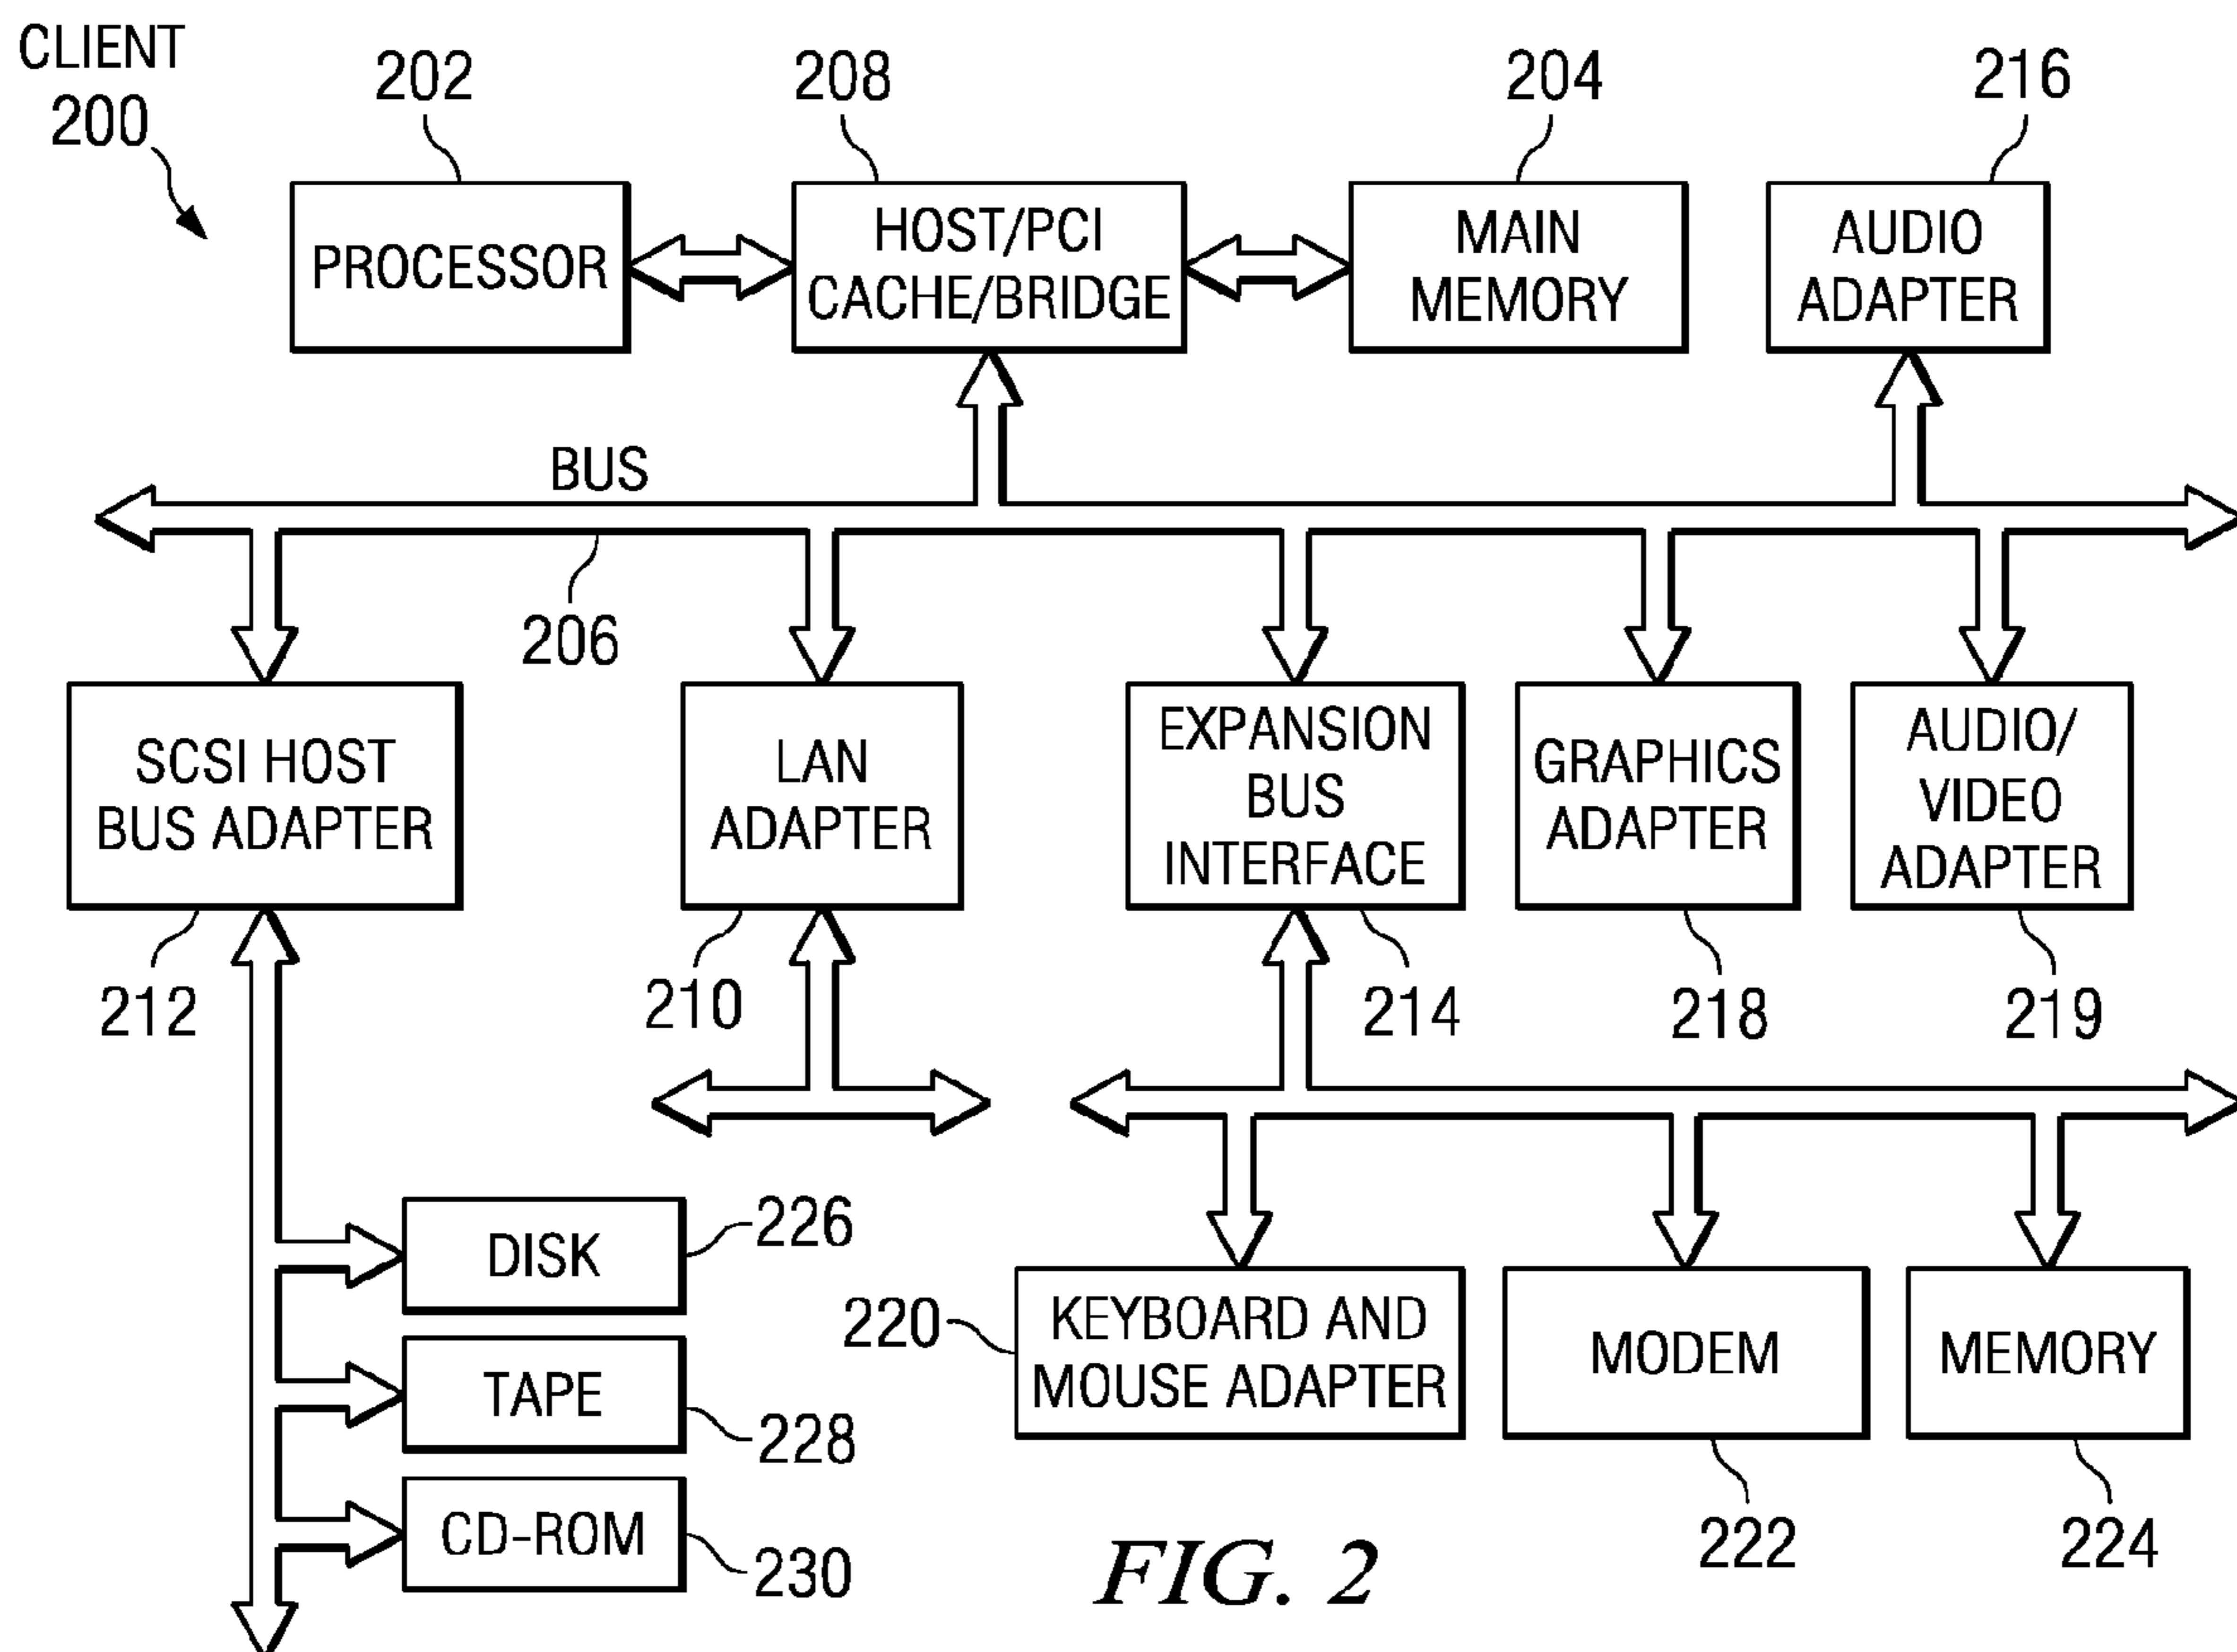 CLIENT
200
202
208
204
216
PROCESSOR
HOST/PCI
CACHE/BRIDGE
MAIN
MEMORY
AUDIO
ADAPTER
BUS
206
SCSI HOST
BUS ADAPTER
LAN
ADAPTER
EXPANSION
BUS
INTERFACE
GRAPHICS
ADAPTER
AUDIO/
VIDEO
ADAPTER
212
210
214
218
219
DISK
226
TAPE
228
CD-ROM
230
220
KEYBOARD AND
MOUSE ADAPTER
MODEM
MEMORY
222
224
FIG. 2